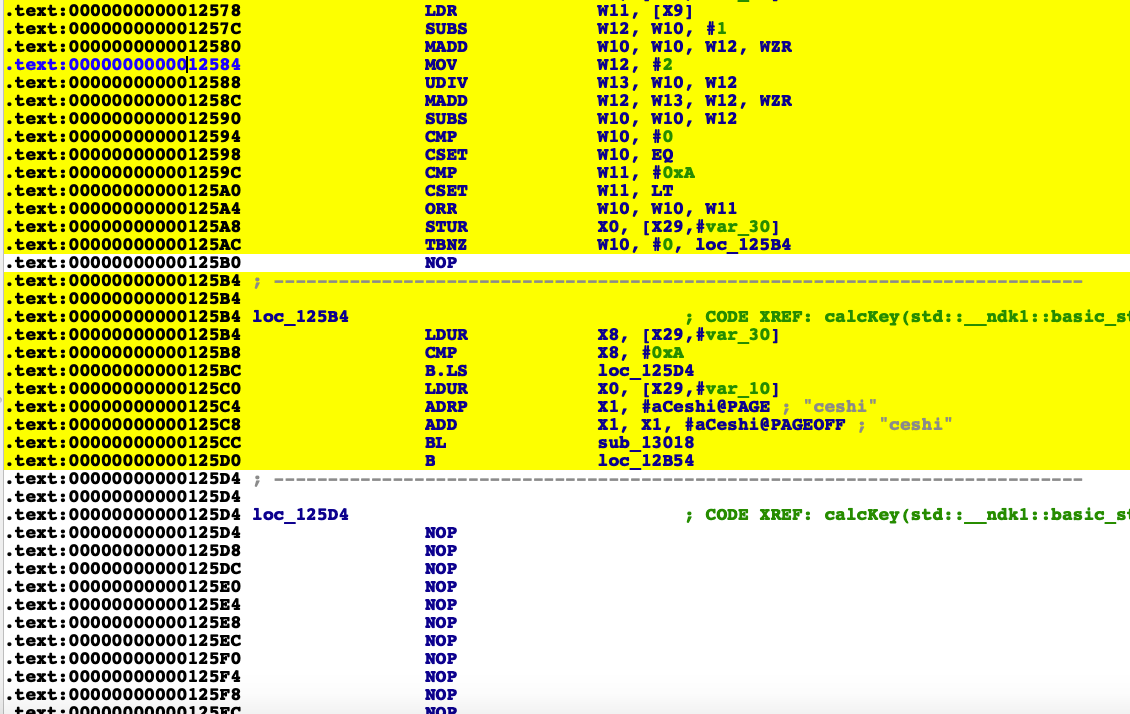 .text:0000000000012578 LDR W11, [X9]
.text:000000000001257C SUBS W12, W10, #1
.text:0000000000012580 MADD W10, W10, W12, WZR
.text:0000000000012584 MOV W12, #2
.text:0000000000012588 UDIV W13, W10, W12
.text:000000000001258C MADD W12, W13, W12, WZR
.text:0000000000012590 SUBS W10, W10, W12
.text:0000000000012594 CMP W10, #0
.text:0000000000012598 CSET W10, EQ
.text:000000000001259C CMP W11, #0xA
.text:00000000000125A0 CSET W11, LT
.text:00000000000125A4 ORR W10, W10, W11
.text:00000000000125A8 STUR X0, [X29,#var_30]
.text:00000000000125AC TBNZ W10, #0, loc_125B4
.text:00000000000125B0 NOP
.text:00000000000125B4 ; ---------------------------------------------------------------------------
.text:00000000000125B4
.text:00000000000125B4 loc_125B4 ; CODE XREF: calcKey(std::__ndk1::basic_st
.text:00000000000125B4 LDUR X8, [X29,#var_30]
.text:00000000000125B8 CMP X8, #0xA
.text:00000000000125BC B.LS loc_125D4
.text:00000000000125C0 LDUR X0, [X29,#var_10]
.text:00000000000125C4 ADRP X1, #aCeshi@PAGE ; "ceshi"
.text:00000000000125C8 ADD X1, X1, #aCeshi@PAGEOFF ; "ceshi"
.text:00000000000125CC BL sub_13018
.text:00000000000125D0 B loc_12B54
.text:00000000000125D4 ; ---------------------------------------------------------------------------
.text:00000000000125D4
.text:00000000000125D4 loc_125D4 ; CODE XREF: calcKey(std::__ndk1::basic_st
.text:00000000000125D4 NOP
.text:00000000000125D8 NOP
.text:00000000000125DC NOP
.text:00000000000125E0 NOP
.text:00000000000125E4 NOP
.text:00000000000125E8 NOP
.text:00000000000125EC NOP
.text:00000000000125F0 NOP
.text:00000000000125F4 NOP
.text:00000000000125F8 NOP
.text:00000000000125FC NOP